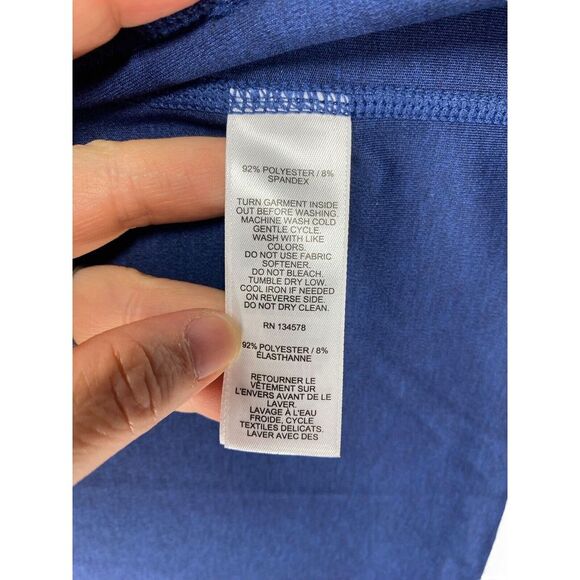 92% POLYESTER / 8%
SPANDEX
TURN GARMENT INSIDE
OUT BEFORE WASHING.
MACHINE WASH COLD
GENTLE CYCLE.
WASH WITH LIKE
COLORS.
DO NOT USE FABRIC
SOFTENER.
DO NOT BLEACH.
TUMBLE DRY LOW.
COOL IRON IF NEEDED
ON REVERSE SIDE.
DO NOT DRY CLEAN.
RN 134578
92% POLYESTER / 8%
ÉLASTHANNE
RETOURNER LE
VÊTEMENT SUR
L'ENVERS AVANT DE LE
LAVER.
LAVAGE À L'EAU
FROIDE, CYCLE
TEXTILES DELICATS.
LAVER AVEC DES